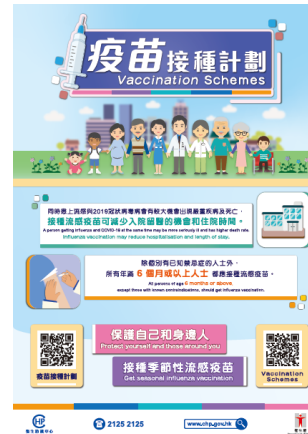 疫苗接種計劃
Vaccination Schemes
同時患上流感與2019冠狀病毒病會有較大機會出現嚴重疾病及死亡，
接種流感疫苗可減少入院留醫的機會和住院時間。
A person getting influenza and COVID-19 at the same time may be more seriously ill and has higher death rate.
Influenza vaccination may reduce hospitalisation and length of stay.
除個別有已知禁忌症的人士外，
所有年滿 6 個月或以上人士 都應接種流感疫苗。
All persons of age 6 months or above,
except those with known contraindications, should get influenza vaccination.
保護自己和身邊人
Protect yourself and those around you
接種季節性流感疫苗
Get seasonal influenza vaccination
疫苗接種計劃
Vaccination
Schemes
衞生防護中心
2125 2125
www.chp.gov.hk